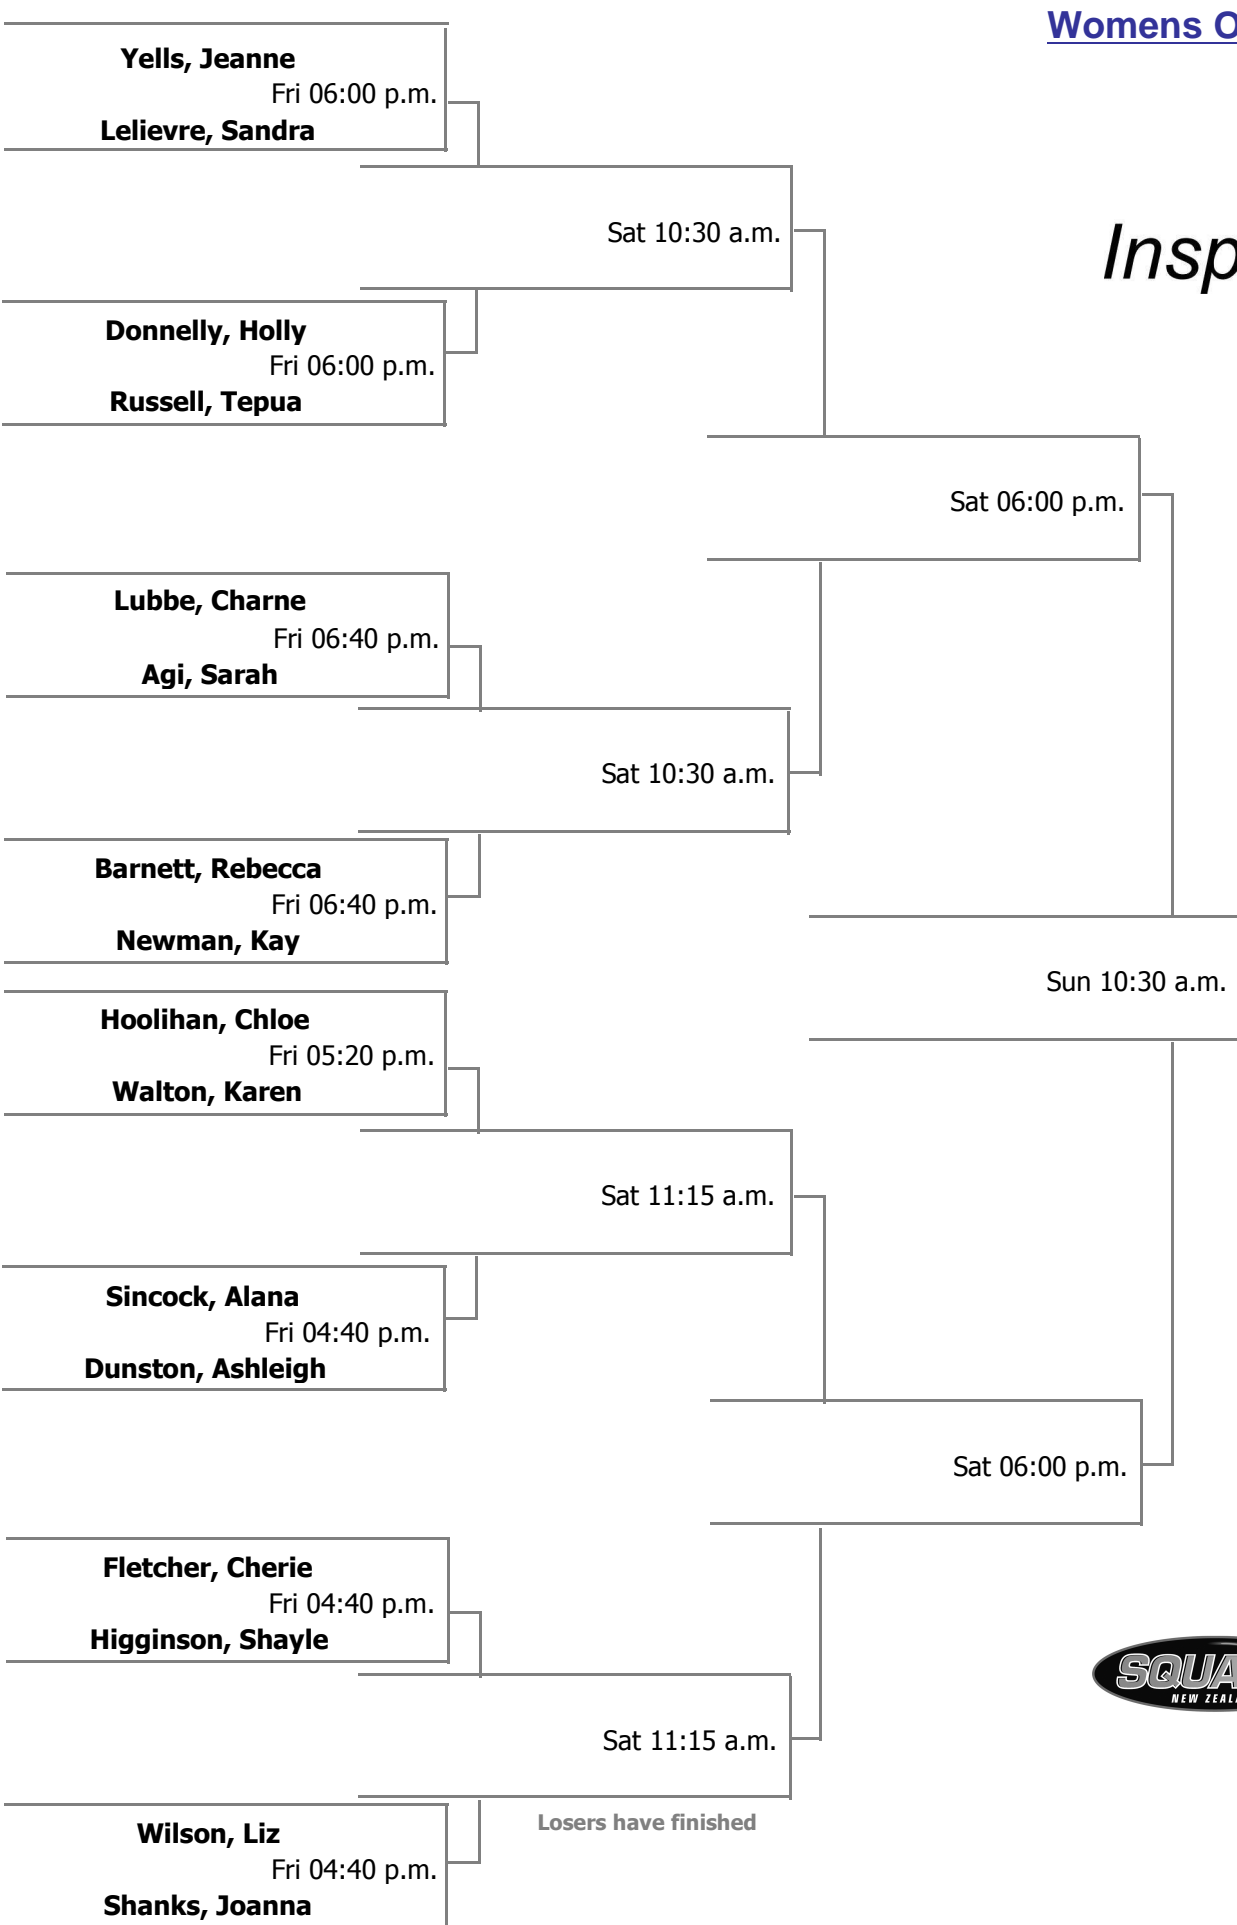 Womens O
Yells, Jeanne
Fri 06:00 p.m.
Lelievre, Sandra
Sat 10:30 a.m.
Insp
Donnelly, Holly
Fri 06:00 p.m.
Russell, Tepua
Sat 06:00 p.m.
Lubbe, Charne
Fri 06:40 p.m.
Agi, Sarah
Sat 10:30 a.m.
Barnett, Rebecca
Fri 06:40 p.m.
Newman, Kay
Sun 10:30 a.m.
Hoolihan, Chloe
Fri 05:20 p.m.
Walton, Karen
Sat 11:15 a.m.
Sincock, Alana
Fri 04:40 p.m.
Dunston, Ashleigh
Sat 06:00 p.m.
Fletcher, Cherie
Fri 04:40 p.m.
Higginson, Shayle
SQUA
NEW ZEAL
Sat 11:15 a.m.
Losers have finished
Wilson, Liz
Fri 04:40 p.m.
Shanks, Joanna